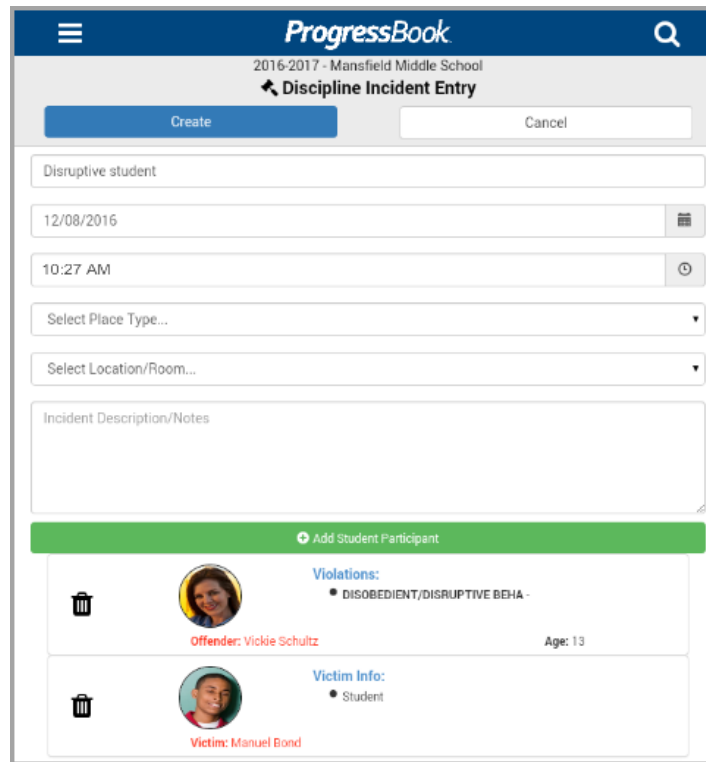 ProgressBook
2016-2017 - Mansfield Middle School
Discipline Incident Entry
Create
Cancel
Disruptive student
12/08/2016
10:27 AM
Select Place Type...
Select Location/Room...
Incident Description/Notes
Add Student Participant
Violations:
DISOBEDIENT/DISRUPTIVE BEHA -
Offender: Vickie Schultz
Age: 13
Victim Info:
Student
Victim: Manuel Bond